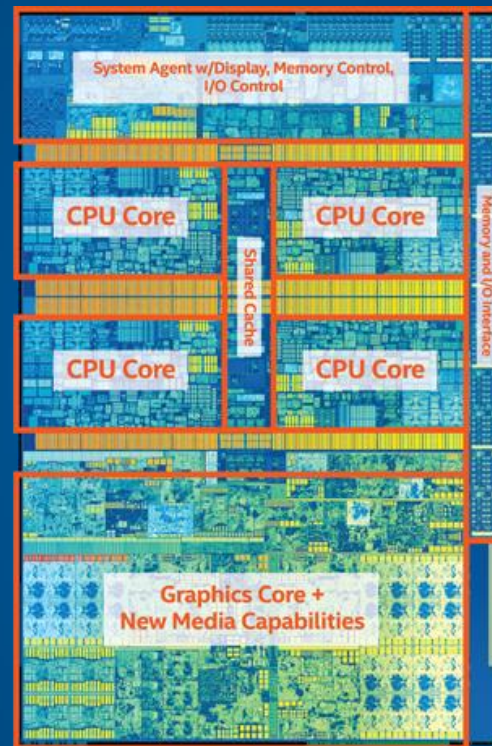 System Agent w/Display, Memory Control,
I/O Control
CPU Core
CPU Core
Shared Cache
Memory and I/O interface
CPU Core
CPU Core
Graphics Core +
New Media Capabilities